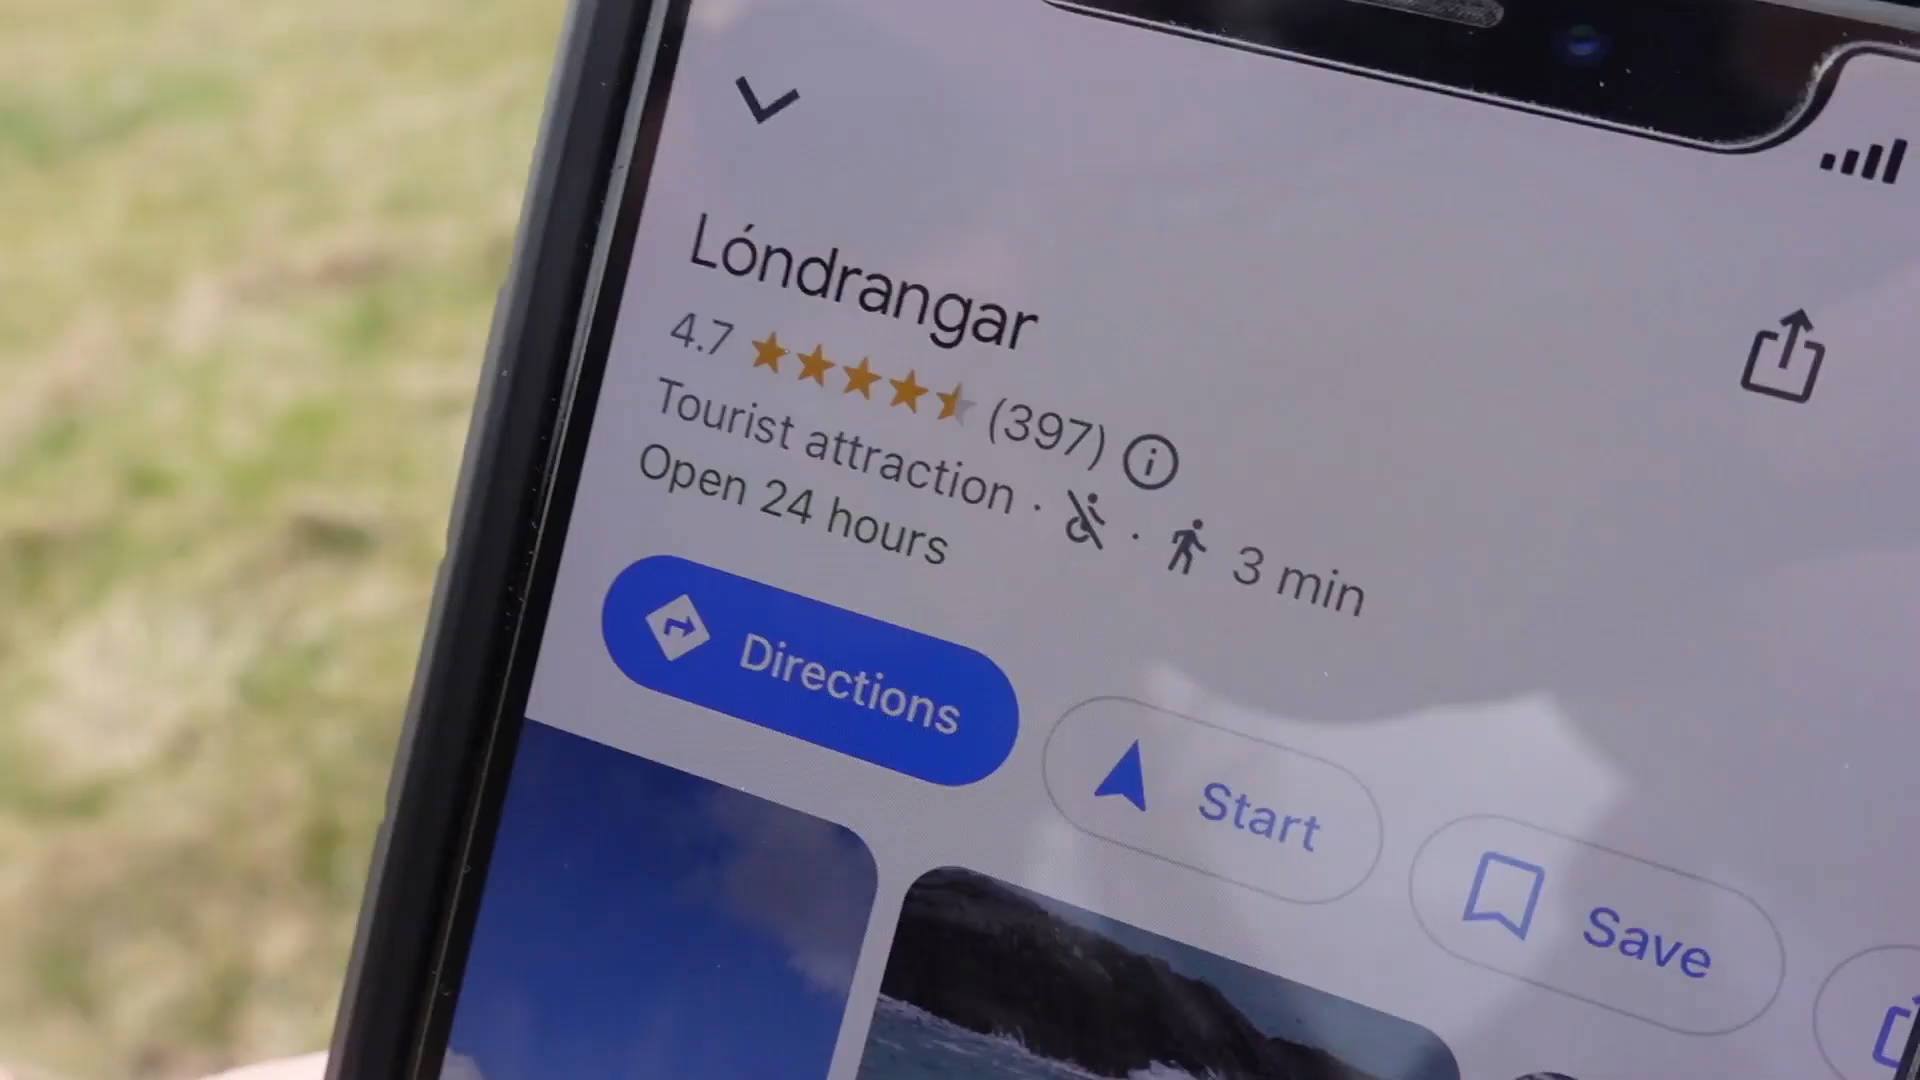 Lóndrangar
4.7 (397)
Tourist attraction · · 3 min
Open 24 hours
Directions
Start
Save